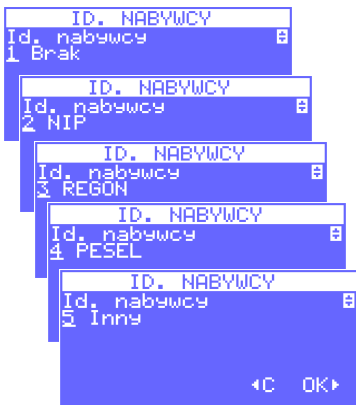 ID. NABYWCY
Id. nabywcy
1 Brak
ID. NABYWCY
Id. nabywcy
2 NIP
ID. NABYWCY
Id. nabywcy
3 REGON
ID. NABYWCY
Id. nabywcy
4 PESEL
ID. NABYWCY
Id. nabywcy
5 Inny
C OK